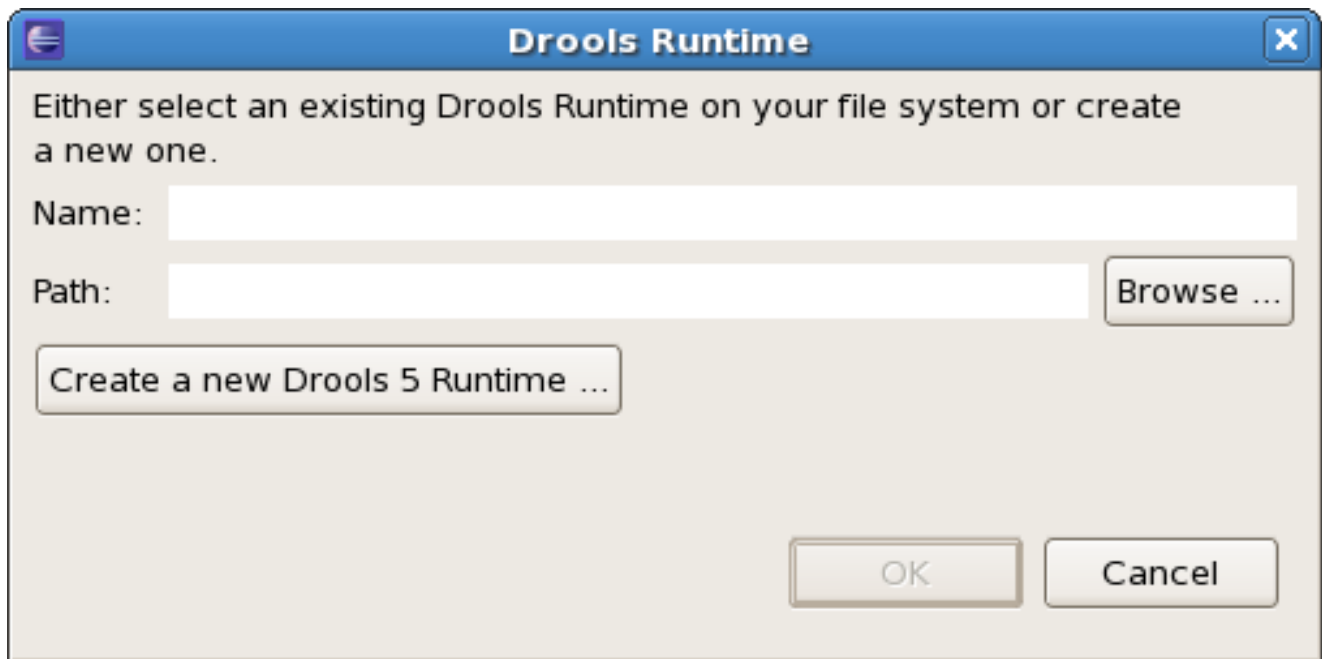 Drools Runtime
Either select an existing Drools Runtime on your file system or create
a new one.
Name:
Path:
Browse ...
Create a new Drools 5 Runtime ...
OK
Cancel